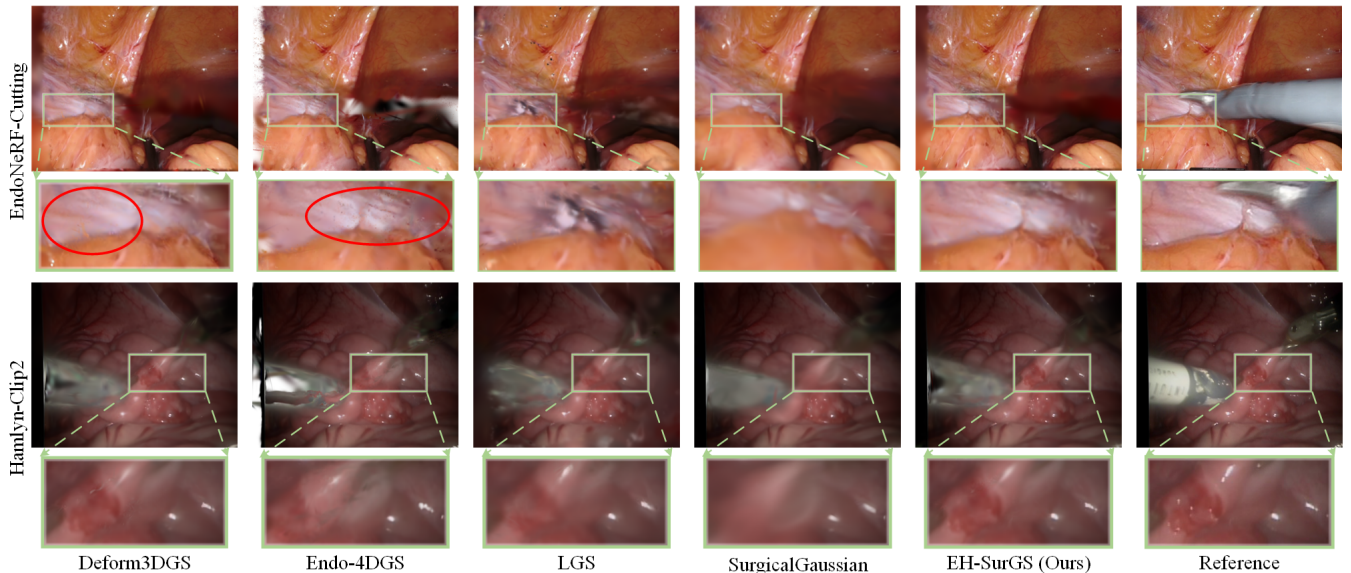 EndoNeRF-Cutting
Hamlyn-Clip2
Deform3DGS
Endo-4DGS
LGS
SurgicalGaussian
EH-SurGS (Ours)
Reference